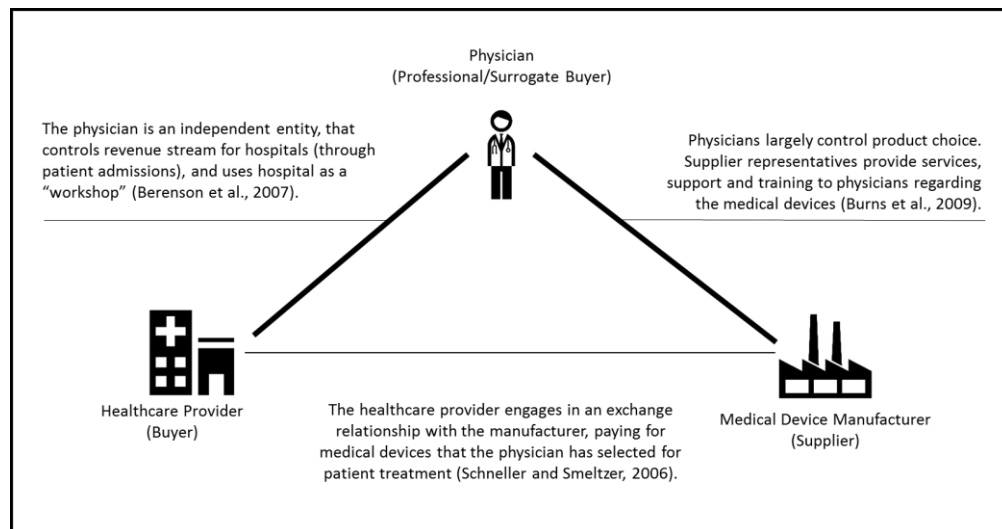 Physician
(Professional/Surrogate Buyer)
The physician is an independent entity, that
controls revenue stream for hospitals (through
patient admissions), and uses hospital as a
“workshop” (Berenson et al., 2007).
Physicians largely control product choice.
Supplier representatives provide services,
support and training to physicians regarding
the medical devices (Burns et al., 2009).
Healthcare Provider
(Buyer)
The healthcare provider engages in an exchange
relationship with the manufacturer, paying for
medical devices that the physician has selected for
patient treatment (Schneller and Smeltzer, 2006).
Medical Device Manufacturer
(Supplier)